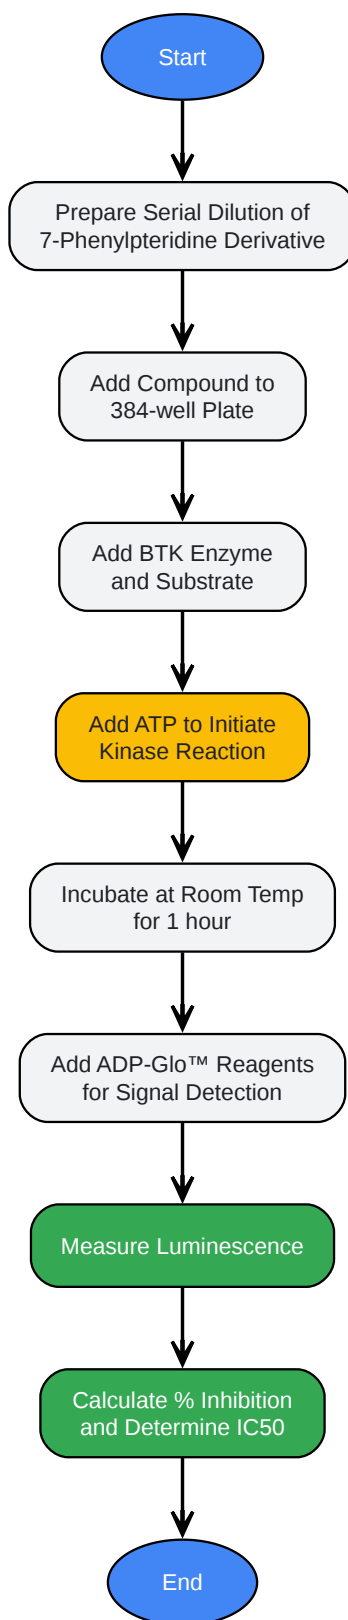 Start
Prepare Serial Dilution of
7-Phenylpteridine Derivative
Add Compound to
384-well Plate
Add BTK Enzyme
and Substrate
Add ATP to Initiate
Kinase Reaction
Incubate at Room Temp
for 1 hour
Add ADP-Glo™ Reagents
for Signal Detection
Measure Luminescence
Calculate % Inhibition
and Determine IC50
End